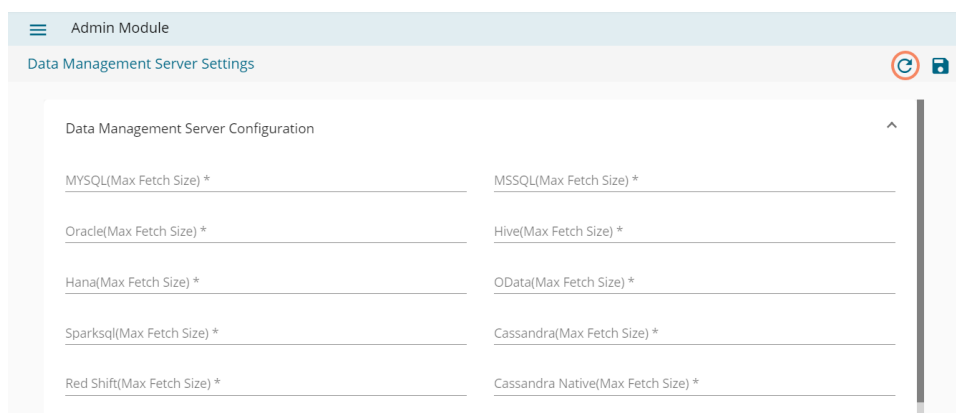 Admin Module
Data Management Server Settings
Data Management Server Configuration
MYSQL(Max Fetch Size) *
MSSQL(Max Fetch Size) *
Oracle(Max Fetch Size) *
Hive(Max Fetch Size) *
Hana(Max Fetch Size) *
OData(Max Fetch Size) *
Sparksql(Max Fetch Size) *
Cassandra(Max Fetch Size) *
Red Shift(Max Fetch Size) *
Cassandra Native(Max Fetch Size) *